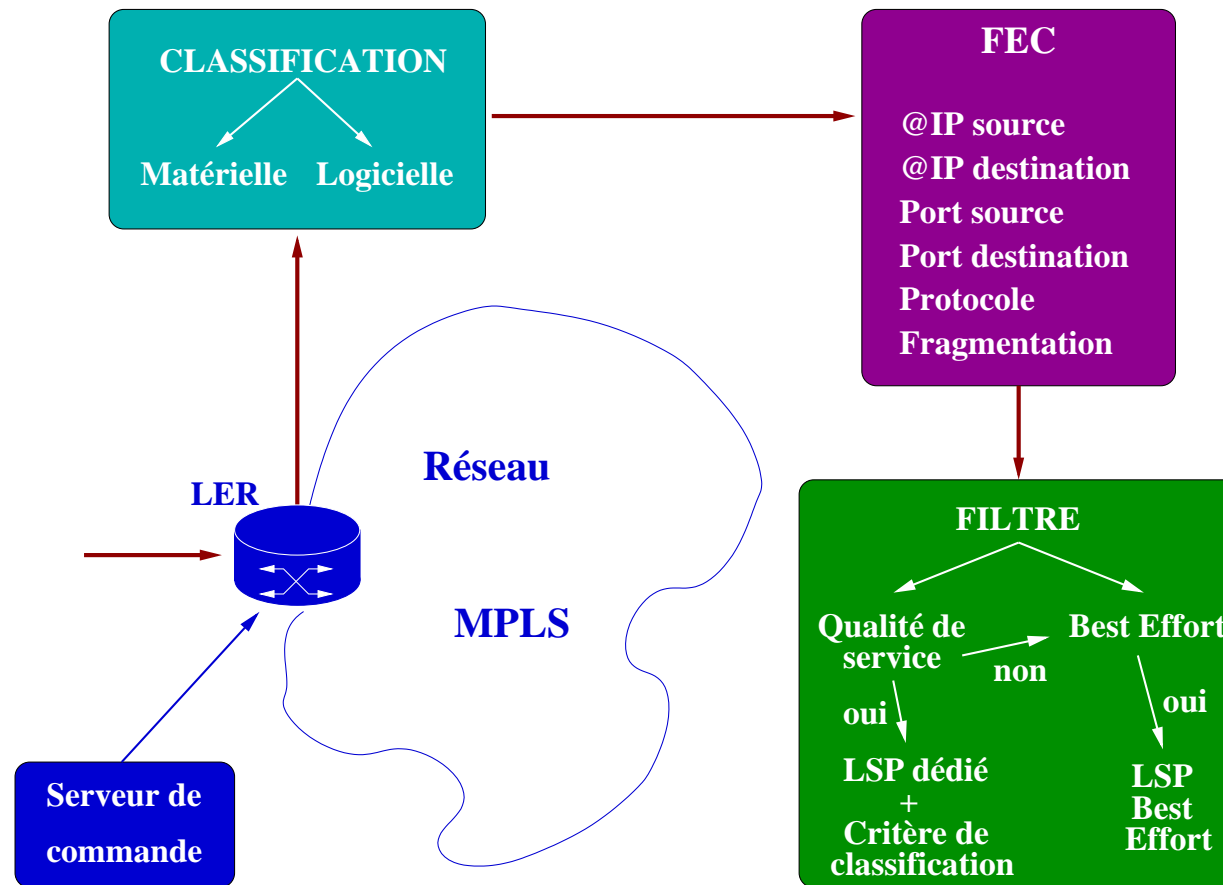 CLASSIFICATION
Matérielle Logicielle
FEC
@IP source
@IP destination
Port source
Port destination
Protocole
Fragmentation
Réseau
MPLS
LER
Serveur de
commande
FILTRE
Qualité de
service
Best Effort
non
oui
oui
LSP dédié
+
Critère de
classification
LSP
Best
Effort